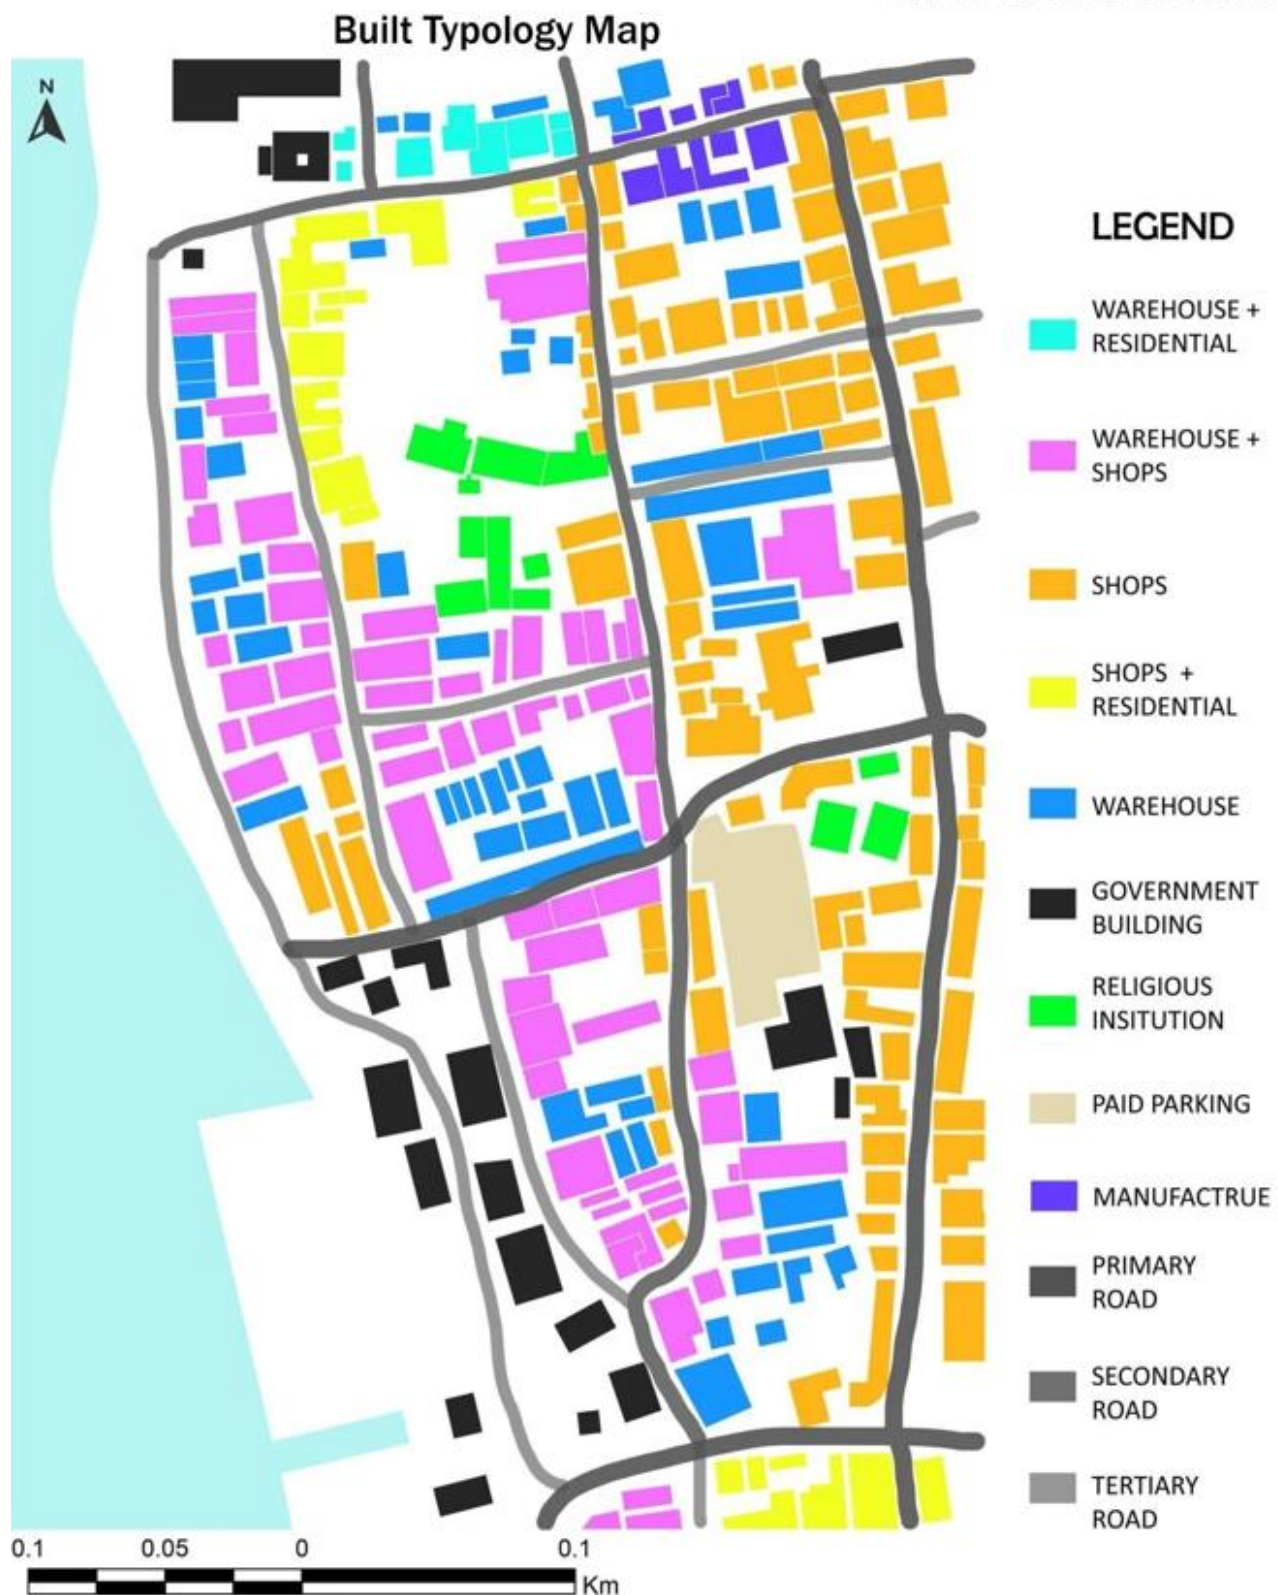 Built Typology Map
N
LEGEND
WAREHOUSE +
RESIDENTIAL
WAREHOUSE +
SHOPS
SHOPS
SHOPS +
RESIDENTIAL
WAREHOUSE
GOVERNMENT
BUILDING
RELIGIOUS
INSITUTION
PAID PARKING
MANUFACTRUE
PRIMARY
ROAD
SECONDARY
ROAD
TERTIARY
ROAD
0.1 0.05 0 0.1
Km